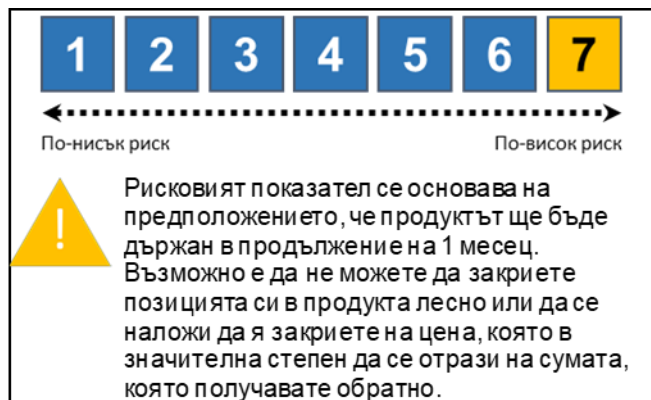 1 2 3 4 5 6 7
По-нисък риск По-висок риск
! Рисковият показател се основава на
предположението, че продуктът ще бъде
държан в продължение на 1 месец.
Възможно е да не можете да закриете
позицията си в продукта лесно или да се
наложи да я закриете на цена, която в
значителна степен да се отрази на сумата,
която получавате обратно.